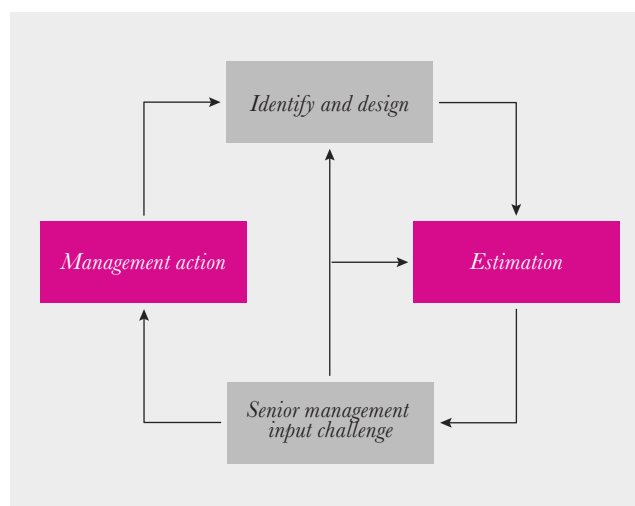 Identify and design
Management action
Estimation
Senior management
input challenge